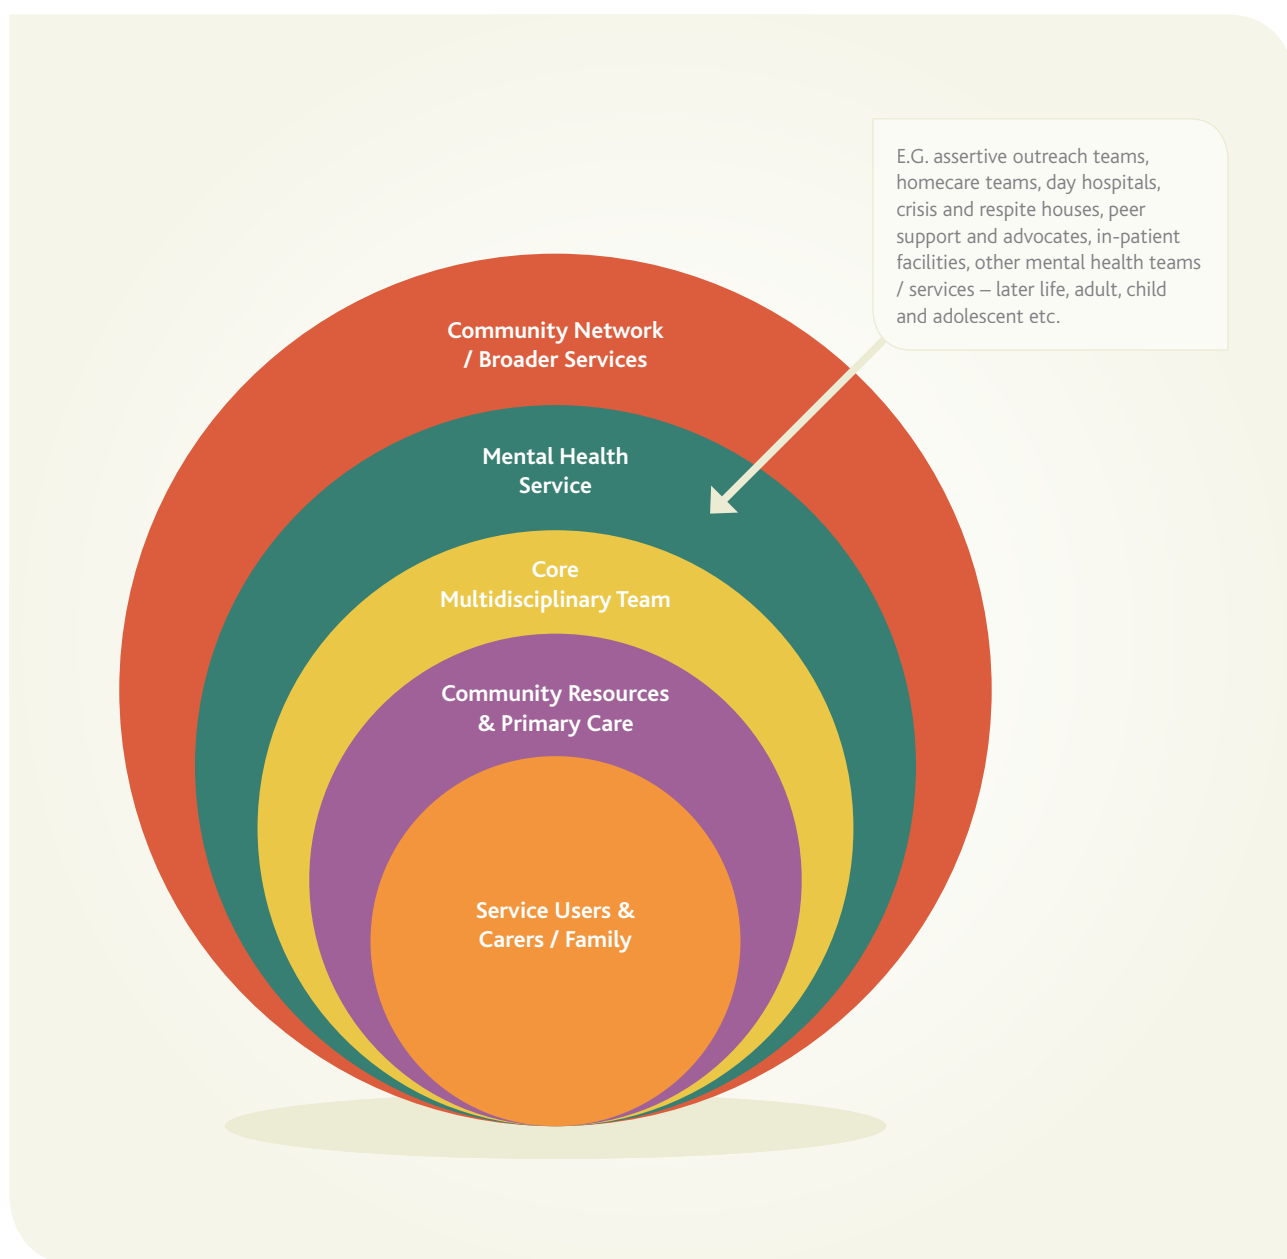 E.G. assertive outreach teams,
homecare teams, day hospitals,
crisis and respite houses, peer
support and advocates, in-patient
facilities, other mental health teams
/ services – later life, adult, child
and adolescent etc.
Community Network
/ Broader Services
Mental Health
Service
Core
Multidisciplinary Team
Community Resources
& Primary Care
Service Users &
Carers / Family